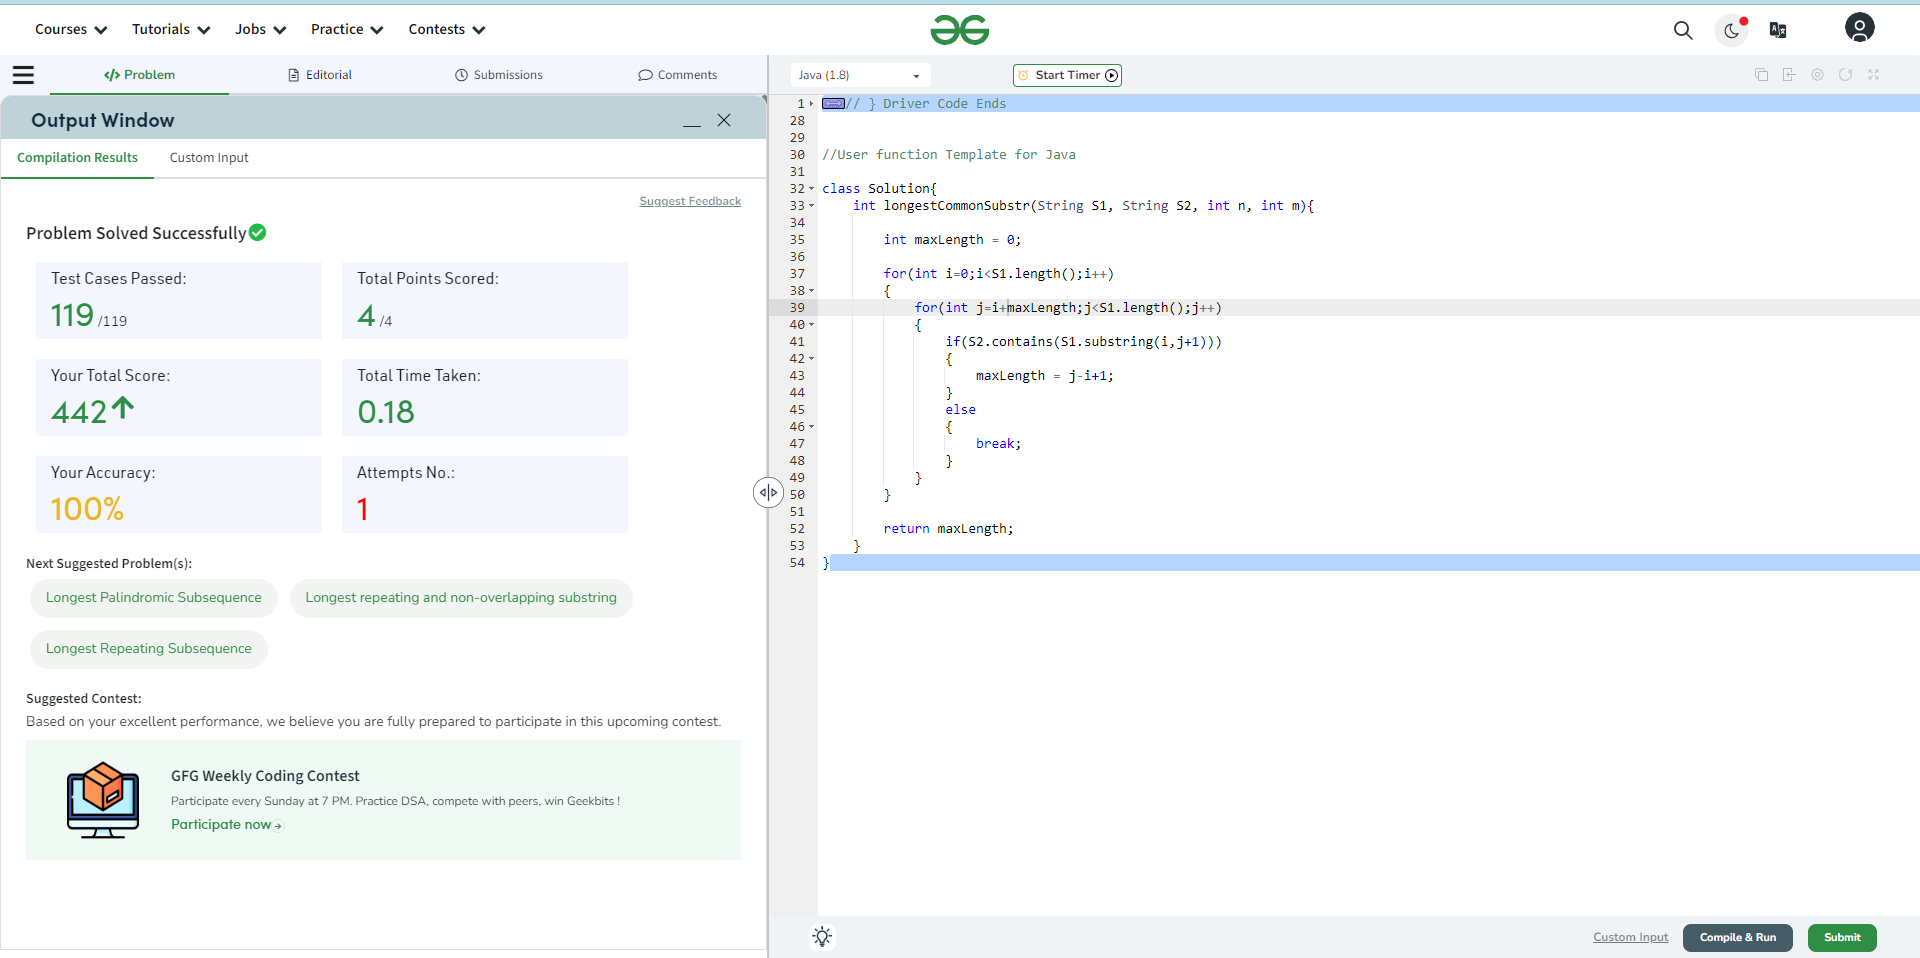 Courses Tutorials Jobs Practice Contests
Problem Editorial Submissions Comments
Output Window
Compilation Results Custom Input
Suggest Feedback
Problem Solved Successfully
Test Cases Passed:
119 /119
Total Points Scored:
4 /4
Your Total Score:
442
Total Time Taken:
0.18
Your Accuracy:
100%
Attempts No.:
1
Next Suggested Problem(s):
Longest Palindromic Subsequence
Longest repeating and non-overlapping substring
Longest Repeating Subsequence
Suggested Contest:
Based on your excellent performance, we believe you are fully prepared to participate in this upcoming contest.
GFG Weekly Coding Contest
Participate every Sunday at 7 PM. Practice DSA, compete with peers, win Geekbits !
Participate now
Java (1.8) Start Timer
1 // } Driver Code Ends
28
29
30 //User function Template for Java
31
32 class Solution{
33 int longestCommonSubstr(String S1, String S2, int n, int m){
34
35 int maxLength = 0;
36
37 for(int i=0;i<S1.length();i++)
38 {
39 for(int j=i+maxLength;j<S1.length();j++)
40 {
41 if(S2.contains(S1.substring(i,j+1)))
42 {
43 maxLength = j-i+1;
44 }
45 else
46 {
47 break;
48 }
49 }
50 }
51
52 return maxLength;
53 }
54 }
Custom Input Compile & Run Submit